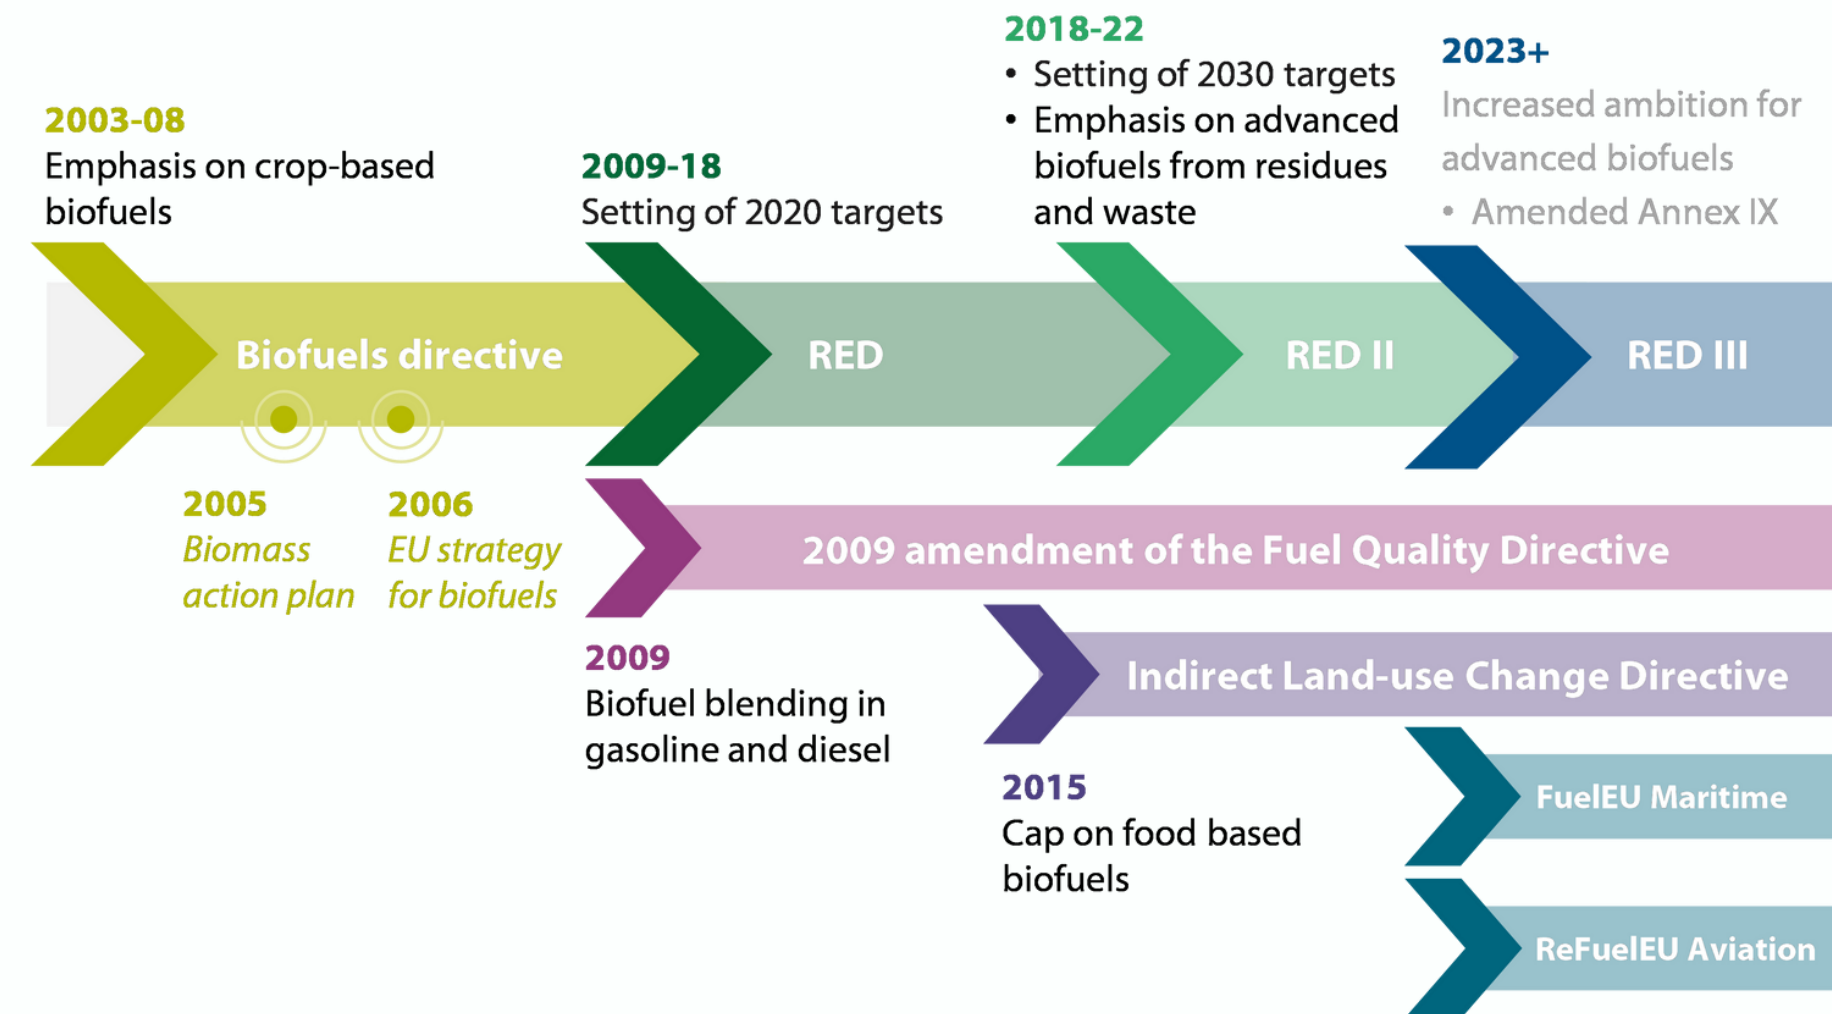 2003-08
Emphasis on crop-based
biofuels
2009-18
Setting of 2020 targets
2018-22
• Setting of 2030 targets
• Emphasis on advanced
biofuels from residues
and waste
2023+
Increased ambition for
advanced biofuels
• Amended Annex IX
Biofuels directive
RED
RED II
RED III
2005
Biomass
action plan
2006
EU strategy
for biofuels
2009 amendment of the Fuel Quality Directive
2009
Biofuel blending in
gasoline and diesel
Indirect Land-use Change Directive
2015
Cap on food based
biofuels
FuelEU Maritime
ReFuelEU Aviation